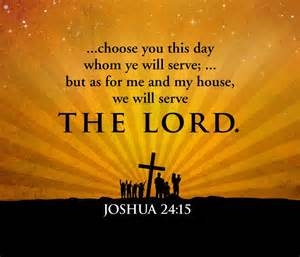 ...choose you this day
whom ye will serve; ...
but as for me and my house,
we will serve
THE LORD.
JOSHUA 24:15